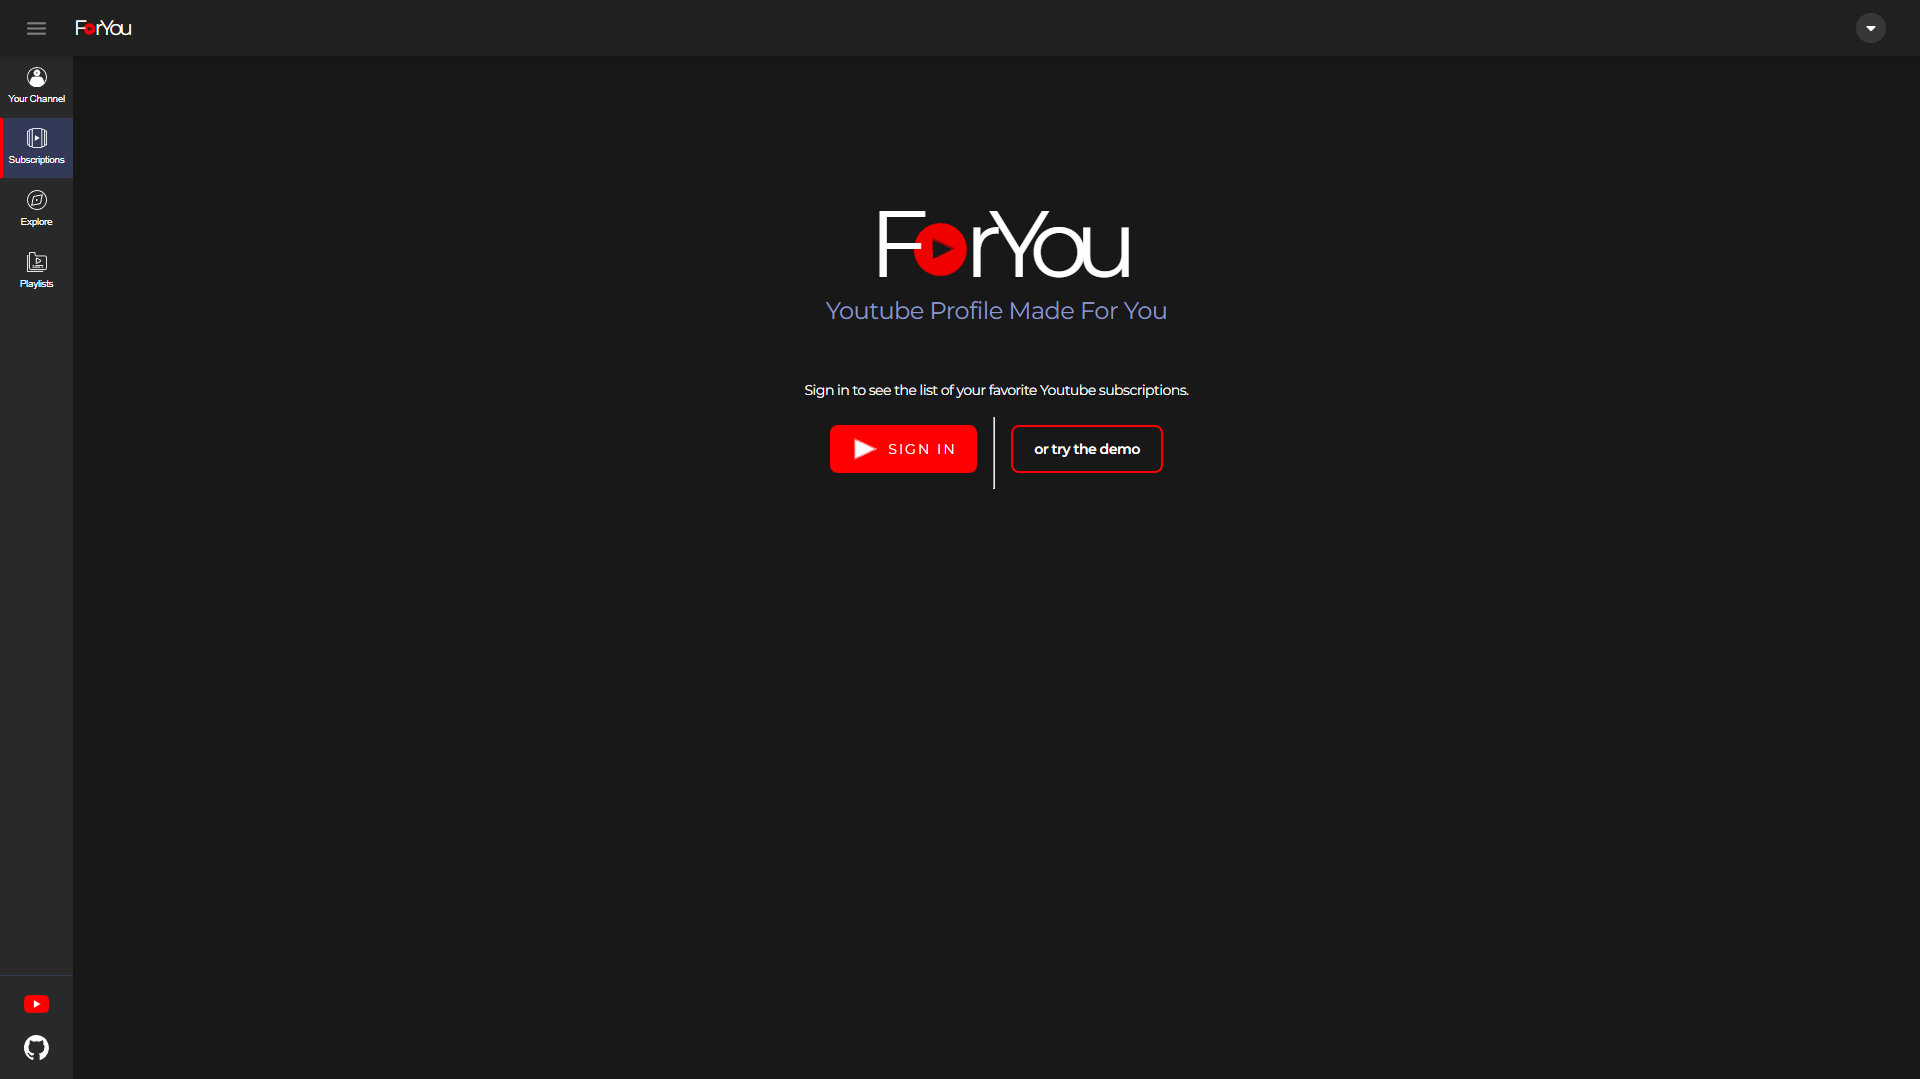 ForYou
Your Channel
Subscriptions
Explore
Playlists
ForYou
Youtube Profile Made For You
Sign in to see the list of your favorite Youtube subscriptions.
SIGN IN
or try the demo